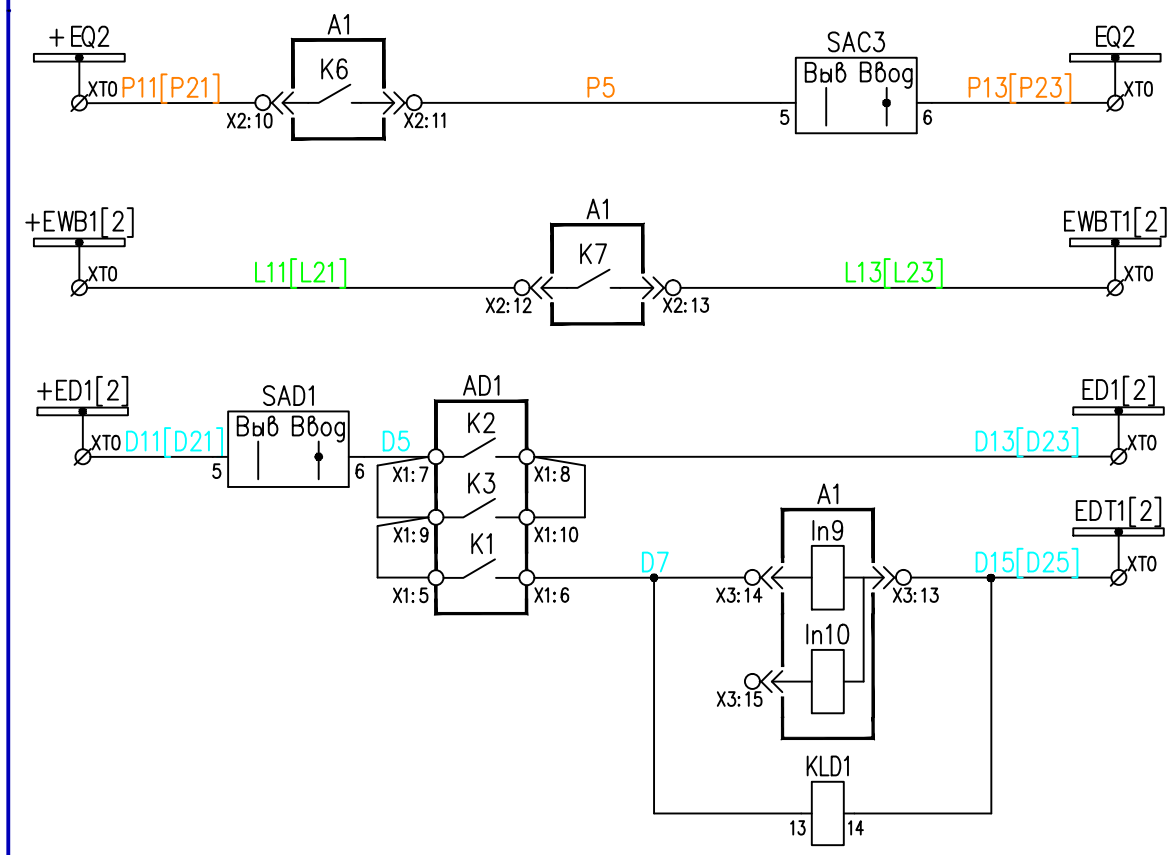 A1
+EQ2 SAC3 EQ2
K6 Выв Ввод
XT0 P11[P21] P5 P13[P23] XT0
X2:10 X2:11 5 6
A1
+EWB1[2] EWBT1[2]
K7
XT0 L11[L21] L13[L23] XT0
X2:12 X2:13
+ED1[2] SAD1 AD1 ED1[2]
Выв Ввод K2
XT0 D11[D21] D5 D13[D23] XT0
5 6 X1:7 X1:8
K3 A1
EDT1[2]
X1:9 X1:10 In9
K1
D7 D15[D25] XT0
X1:5 X1:6 X3:14 X3:13
In10
X3:15
KLD1
13 14